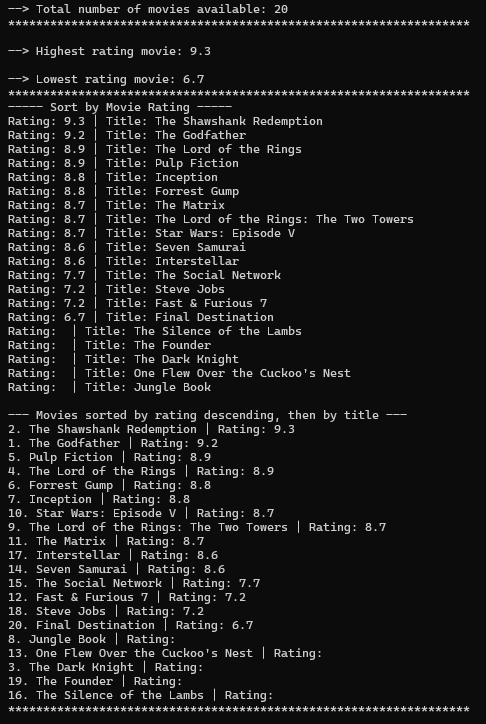 --> Total number of movies available: 20
******************************************************************
--> Highest rating movie: 9.3
--> Lowest rating movie: 6.7
******************************************************************
----- Sort by Movie Rating -----
Rating: 9.3 | Title: The Shawshank Redemption
Rating: 9.2 | Title: The Godfather
Rating: 8.9 | Title: The Lord of the Rings
Rating: 8.9 | Title: Pulp Fiction
Rating: 8.8 | Title: Inception
Rating: 8.8 | Title: Forrest Gump
Rating: 8.7 | Title: The Matrix
Rating: 8.7 | Title: The Lord of the Rings: The Two Towers
Rating: 8.7 | Title: Star Wars: Episode V
Rating: 8.6 | Title: Seven Samurai
Rating: 8.6 | Title: Interstellar
Rating: 7.7 | Title: The Social Network
Rating: 7.2 | Title: Steve Jobs
Rating: 7.2 | Title: Fast & Furious 7
Rating: 6.7 | Title: Final Destination
Rating:  | Title: The Silence of the Lambs
Rating:  | Title: The Founder
Rating:  | Title: The Dark Knight
Rating:  | Title: One Flew Over the Cuckoo's Nest
Rating:  | Title: Jungle Book
--- Movies sorted by rating descending, then by title ---
2. The Shawshank Redemption | Rating: 9.3
1. The Godfather | Rating: 9.2
5. Pulp Fiction | Rating: 8.9
4. The Lord of the Rings | Rating: 8.9
6. Forrest Gump | Rating: 8.8
7. Inception | Rating: 8.8
10. Star Wars: Episode V | Rating: 8.7
9. The Lord of the Rings: The Two Towers | Rating: 8.7
11. The Matrix | Rating: 8.7
17. Interstellar | Rating: 8.6
14. Seven Samurai | Rating: 8.6
15. The Social Network | Rating: 7.7
12. Fast & Furious 7 | Rating: 7.2
18. Steve Jobs | Rating: 7.2
20. Final Destination | Rating: 6.7
8. Jungle Book | Rating:
13. One Flew Over the Cuckoo's Nest | Rating:
3. The Dark Knight | Rating:
19. The Founder | Rating:
16. The Silence of the Lambs | Rating:
******************************************************************